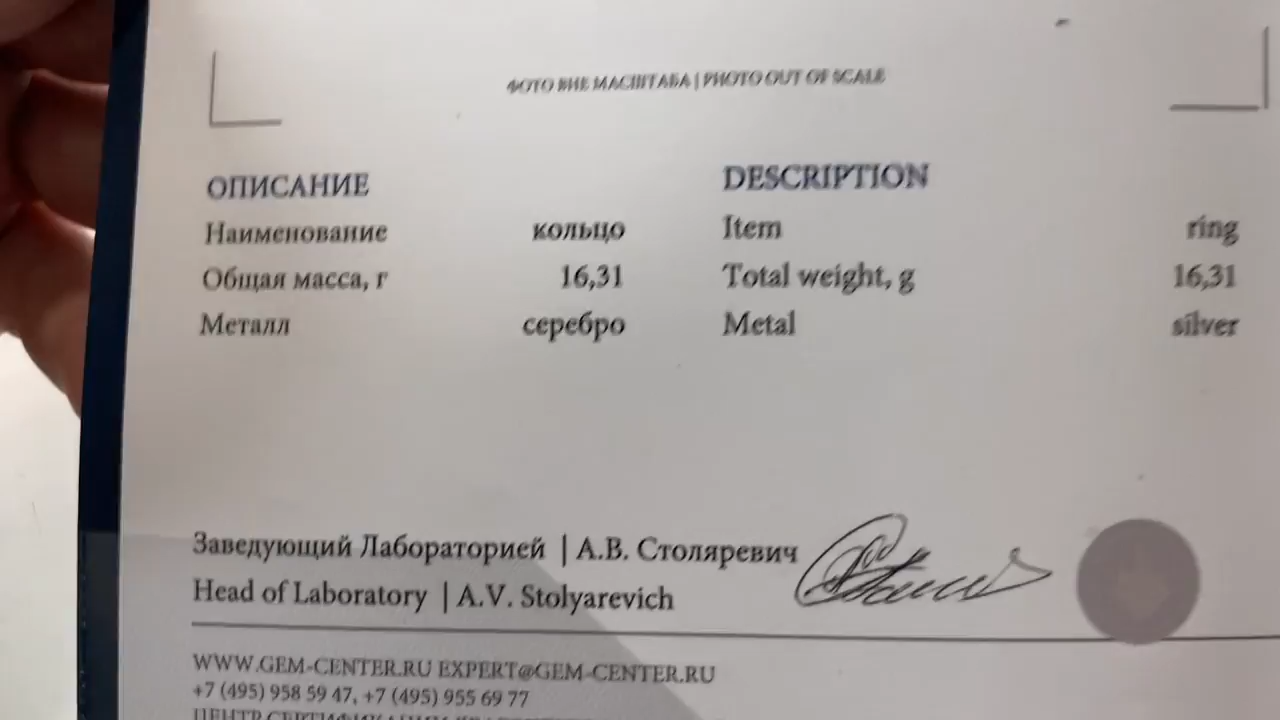 ФОТО ВНЕ МАСШТАБА | PHOTO OUT OF SCALE
ОПИСАНИЕ
Наименование кольцо
Общая масса, г 16,31
Металл серебро
DESCRIPTION
Item ring
Total weight, g 16,31
Metal silver
Заведующий Лабораторией | А.В. Столяревич
Head of Laboratory | A.V. Stolyarevich
WWW.GEM-CENTER.RU EXPERT@GEM-CENTER.RU
+7 (495) 958 59 47, +7 (495) 955 69 77
ЦЕНТР